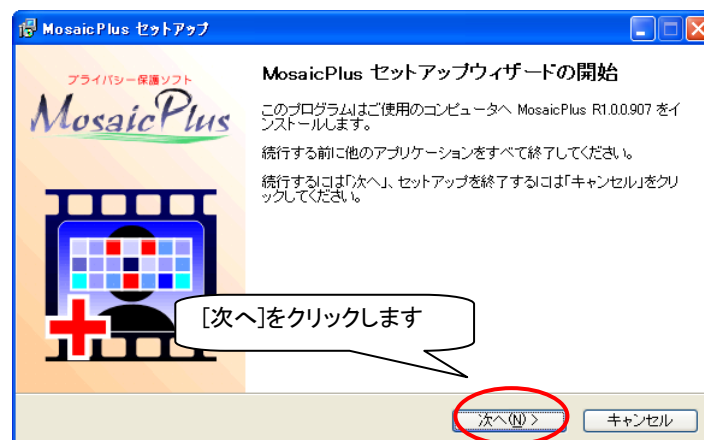 MosaicPlus セットアップ
プライバシー保護ソフト
MosaicPlus
MosaicPlus セットアップウィザードの開始
このプログラムはご使用のコンピュータへ MosaicPlus R1.0.0.907 をイ
ンストールします。
続行する前に他のアプリケーションをすべて終了してください。
続行するには「次へ」、セットアップを終了するには「キャンセル」をクリ
ックしてください。
[次へ]をクリックします
次へ(N) >
キャンセル